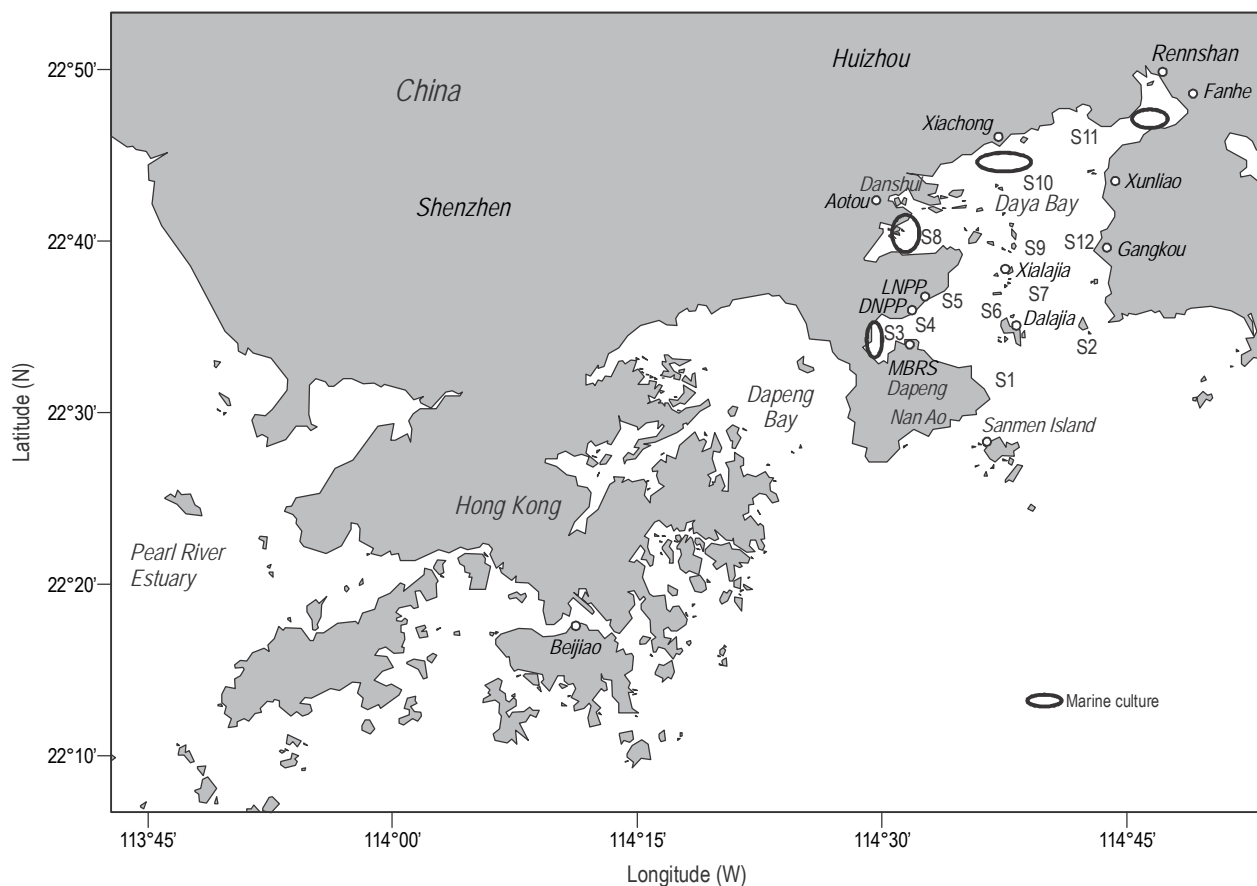 Rennshan
Huizhou
22°50'
China
Fanhe
Xiachong
S11
Danshui
S10
Xunliao
Aotou
Daya Bay
Shenzhen
22°40'
S8
S9
S12
Gangkou
Xialajia
LNPP
S5
S7
DNPP
S6
Dalajia
S3
S4
S2
MBRS
S1
Dapeng
Dapeng
Bay
22°30'
Nan Ao
Sanmen Island
Latitude (N)
Hong Kong
Pearl River
Estuary
22°20'
Beijiao
Marine culture
22°10'
113°45'
114°00'
114°15'
114°30'
114°45'
Longitude (W)